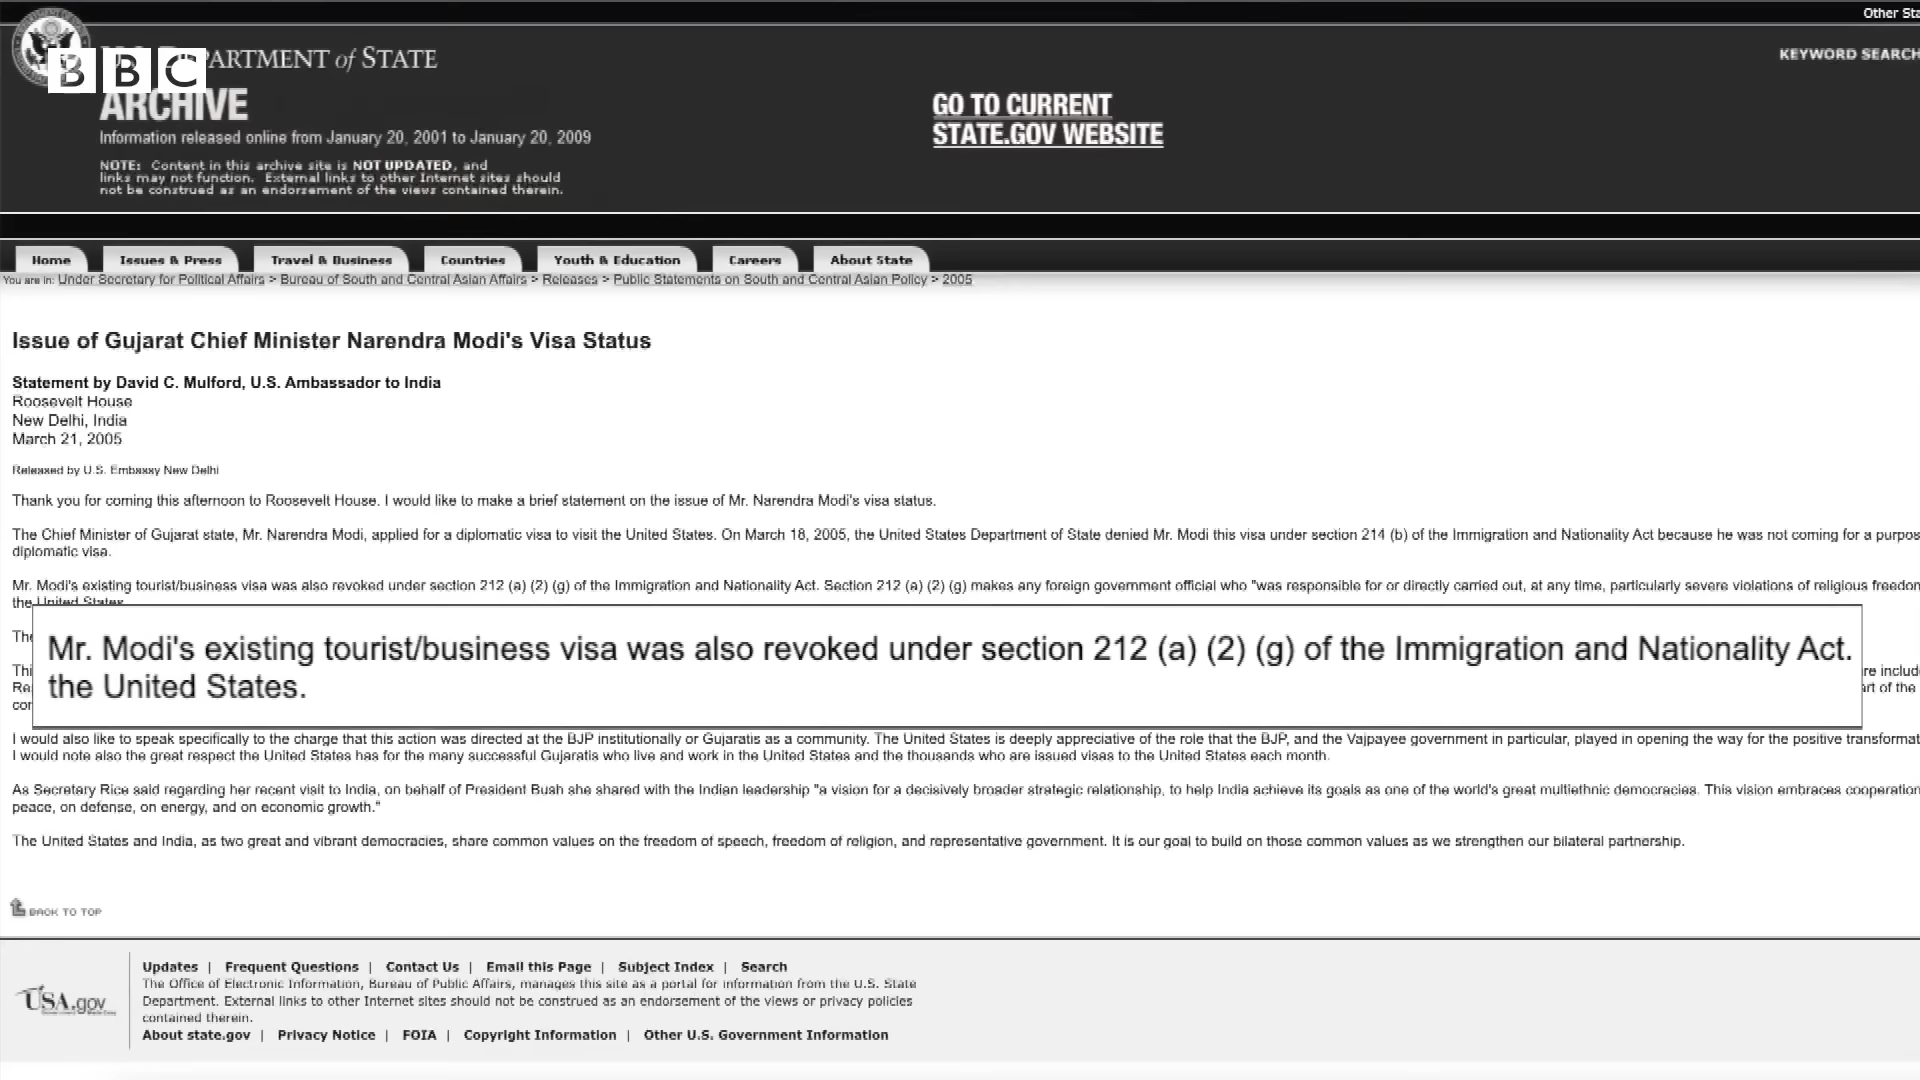 Other
KEYWORD SEARCH
BBC
DEPARTMENT of STATE
ARCHIVE
Information released online from January 20, 2001 to January 20, 2009
NOTE: Content in this archive site is NOT UPDATED, and
links may not function. External links to other Internet sites should
not be construed as an endorsement of the views contained therein.
GO TO CURRENT
STATE.GOV WEBSITE
Home Issues & Press Travel & Business Countries Youth & Education Careers About State
You are in: Under Secretary for Political Affairs > Bureau of South and Central Asian Affairs > Releases > Public Statements on South and Central Asian Policy > 2005
Issue of Gujarat Chief Minister Narendra Modi's Visa Status
Statement by David C. Mulford, U.S. Ambassador to India
Roosevelt House
New Delhi, India
March 21, 2005
Released by U.S. Embassy New Delhi
Thank you for coming this afternoon to Roosevelt House. I would like to make a brief statement on the issue of Mr. Narendra Modi's visa status.
The Chief Minister of Gujarat state, Mr. Narendra Modi, applied for a diplomatic visa to visit the United States. On March 18, 2005, the United States Department of State denied Mr. Modi this visa under section 214 (b) of the Immigration and Nationality Act because he was not coming for a purpos
diplomatic visa.
Mr. Modi's existing tourist/business visa was also revoked under section 212 (a) (2) (g) of the Immigration and Nationality Act. Section 212 (a) (2) (g) makes any foreign government official who "was responsible for or directly carried out, at any time, particularly severe violations of religious freedom
the United States.
Mr. Modi's existing tourist/business visa was also revoked under section 212 (a) (2) (g) of the Immigration and Nationality Act.
the United States.
I would also like to speak specifically to the charge that this action was directed at the BJP institutionally or Gujaratis as a community. The United States is deeply appreciative of the role that the BJP, and the Vajpayee government in particular, played in opening the way for the positive transformat
I would note also the great respect the United States has for the many successful Gujaratis who live and work in the United States and the thousands who are issued visas to the United States each month.
As Secretary Rice said regarding her recent visit to India, on behalf of President Bush she shared with the Indian leadership "a vision for a decisively broader strategic relationship, to help India achieve its goals as one of the world's great multiethnic democracies. This vision embraces cooperation
peace, on defense, on energy, and on economic growth."
The United States and India, as two great and vibrant democracies, share common values on the freedom of speech, freedom of religion, and representative government. It is our goal to build on those common values as we strengthen our bilateral partnership.
BACK TO TOP
USA.gov
Updates | Frequent Questions | Contact Us | Email this Page | Subject Index | Search
The Office of Electronic Information, Bureau of Public Affairs, manages this site as a portal for information from the U.S. State
Department. External links to other Internet sites should not be construed as an endorsement of the views or privacy policies
contained therein.
About state.gov | Privacy Notice | FOIA | Copyright Information | Other U.S. Government Information